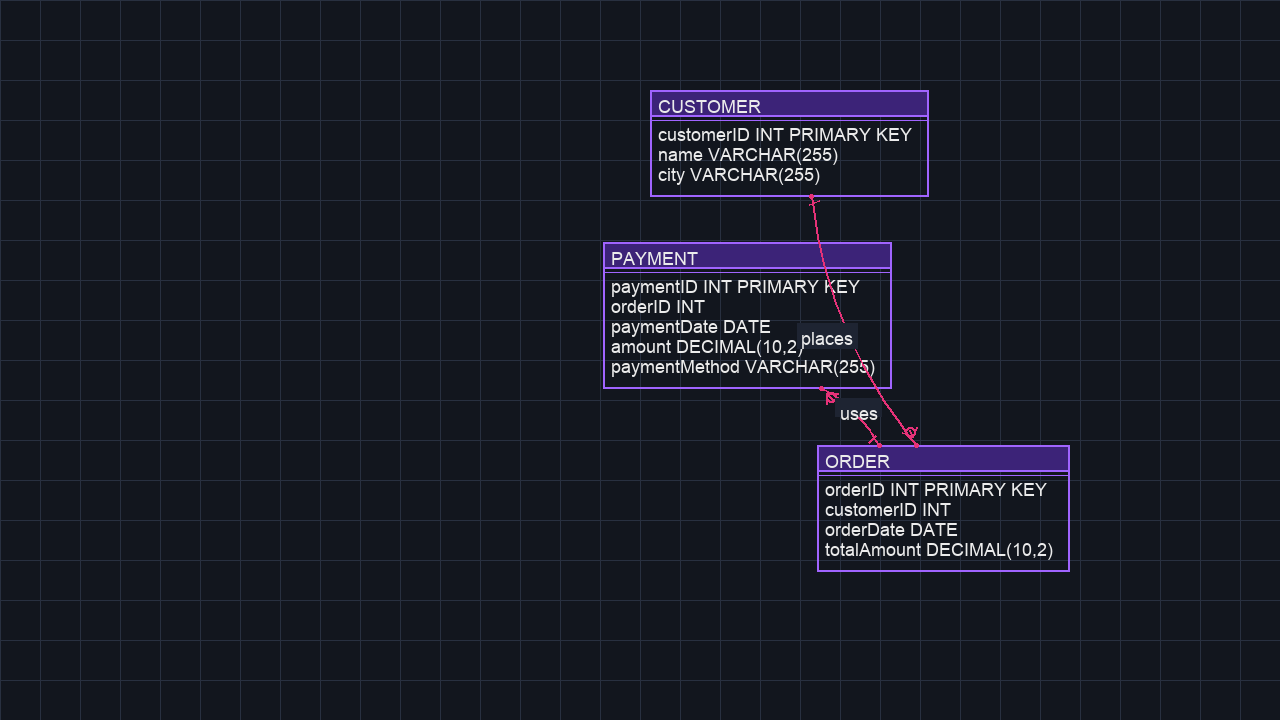 CUSTOMER
customerID INT PRIMARY KEY
name VARCHAR(255)
city VARCHAR(255)
PAYMENT
paymentID INT PRIMARY KEY
orderID INT
paymentDate DATE
amount DECIMAL(10,2)
paymentMethod VARCHAR(255)
places
uses
ORDER
orderID INT PRIMARY KEY
customerID INT
orderDate DATE
totalAmount DECIMAL(10,2)